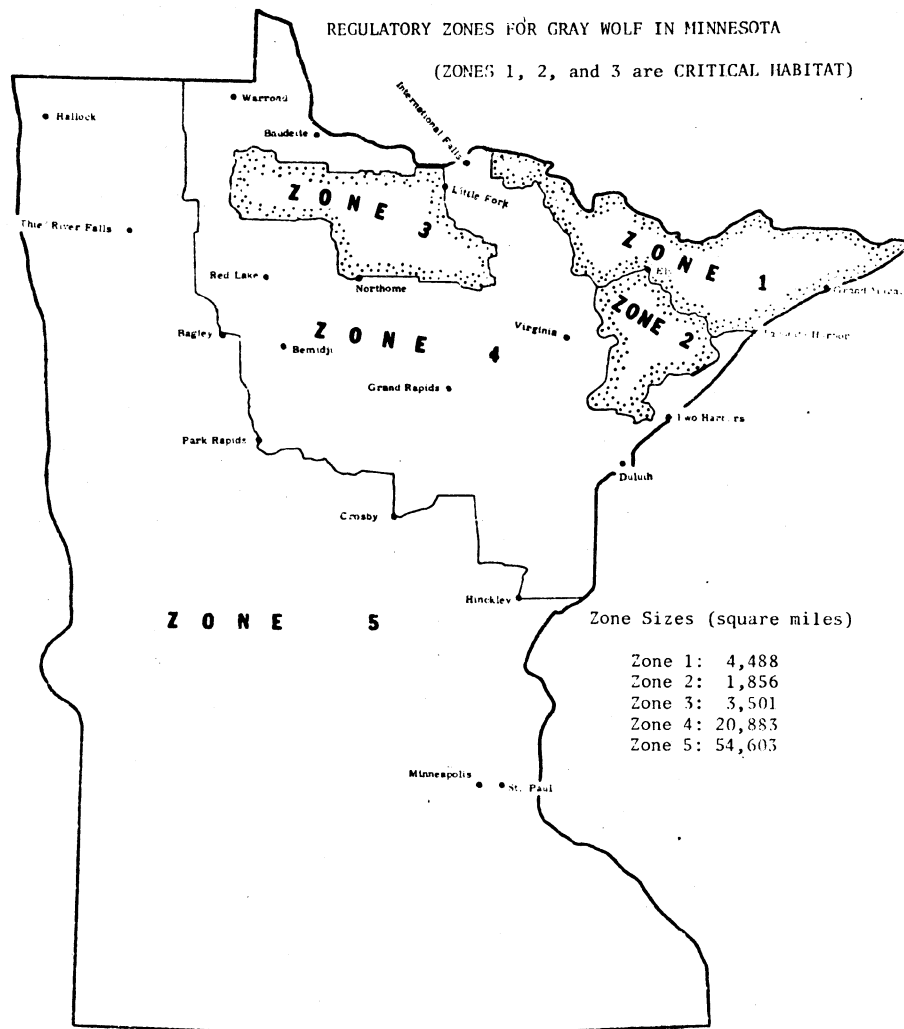 REGULATORY ZONES FOR GRAY WOLF IN MINNESOTA
(ZONES 1, 2, and 3 are CRITICAL HABITAT)
International Falls
Warroad
Hallock
Baudette
Little Fork
ZONE 3
ZONE 1
Thief River Falls
Red Lake
Northome
Ely
Grand Marais
ZONE 2
Virginia
Bagley
ZONE 4
Bemidji
Grand Rapids
Harbor
Two Harbors
Park Rapids
Duluth
Crosby
Hinckley
ZONE 5
Zone Sizes (square miles)
Zone 1: 4,488
Zone 2: 1,856
Zone 3: 3,501
Zone 4: 20,883
Zone 5: 54,603
Minneapolis
St. Paul